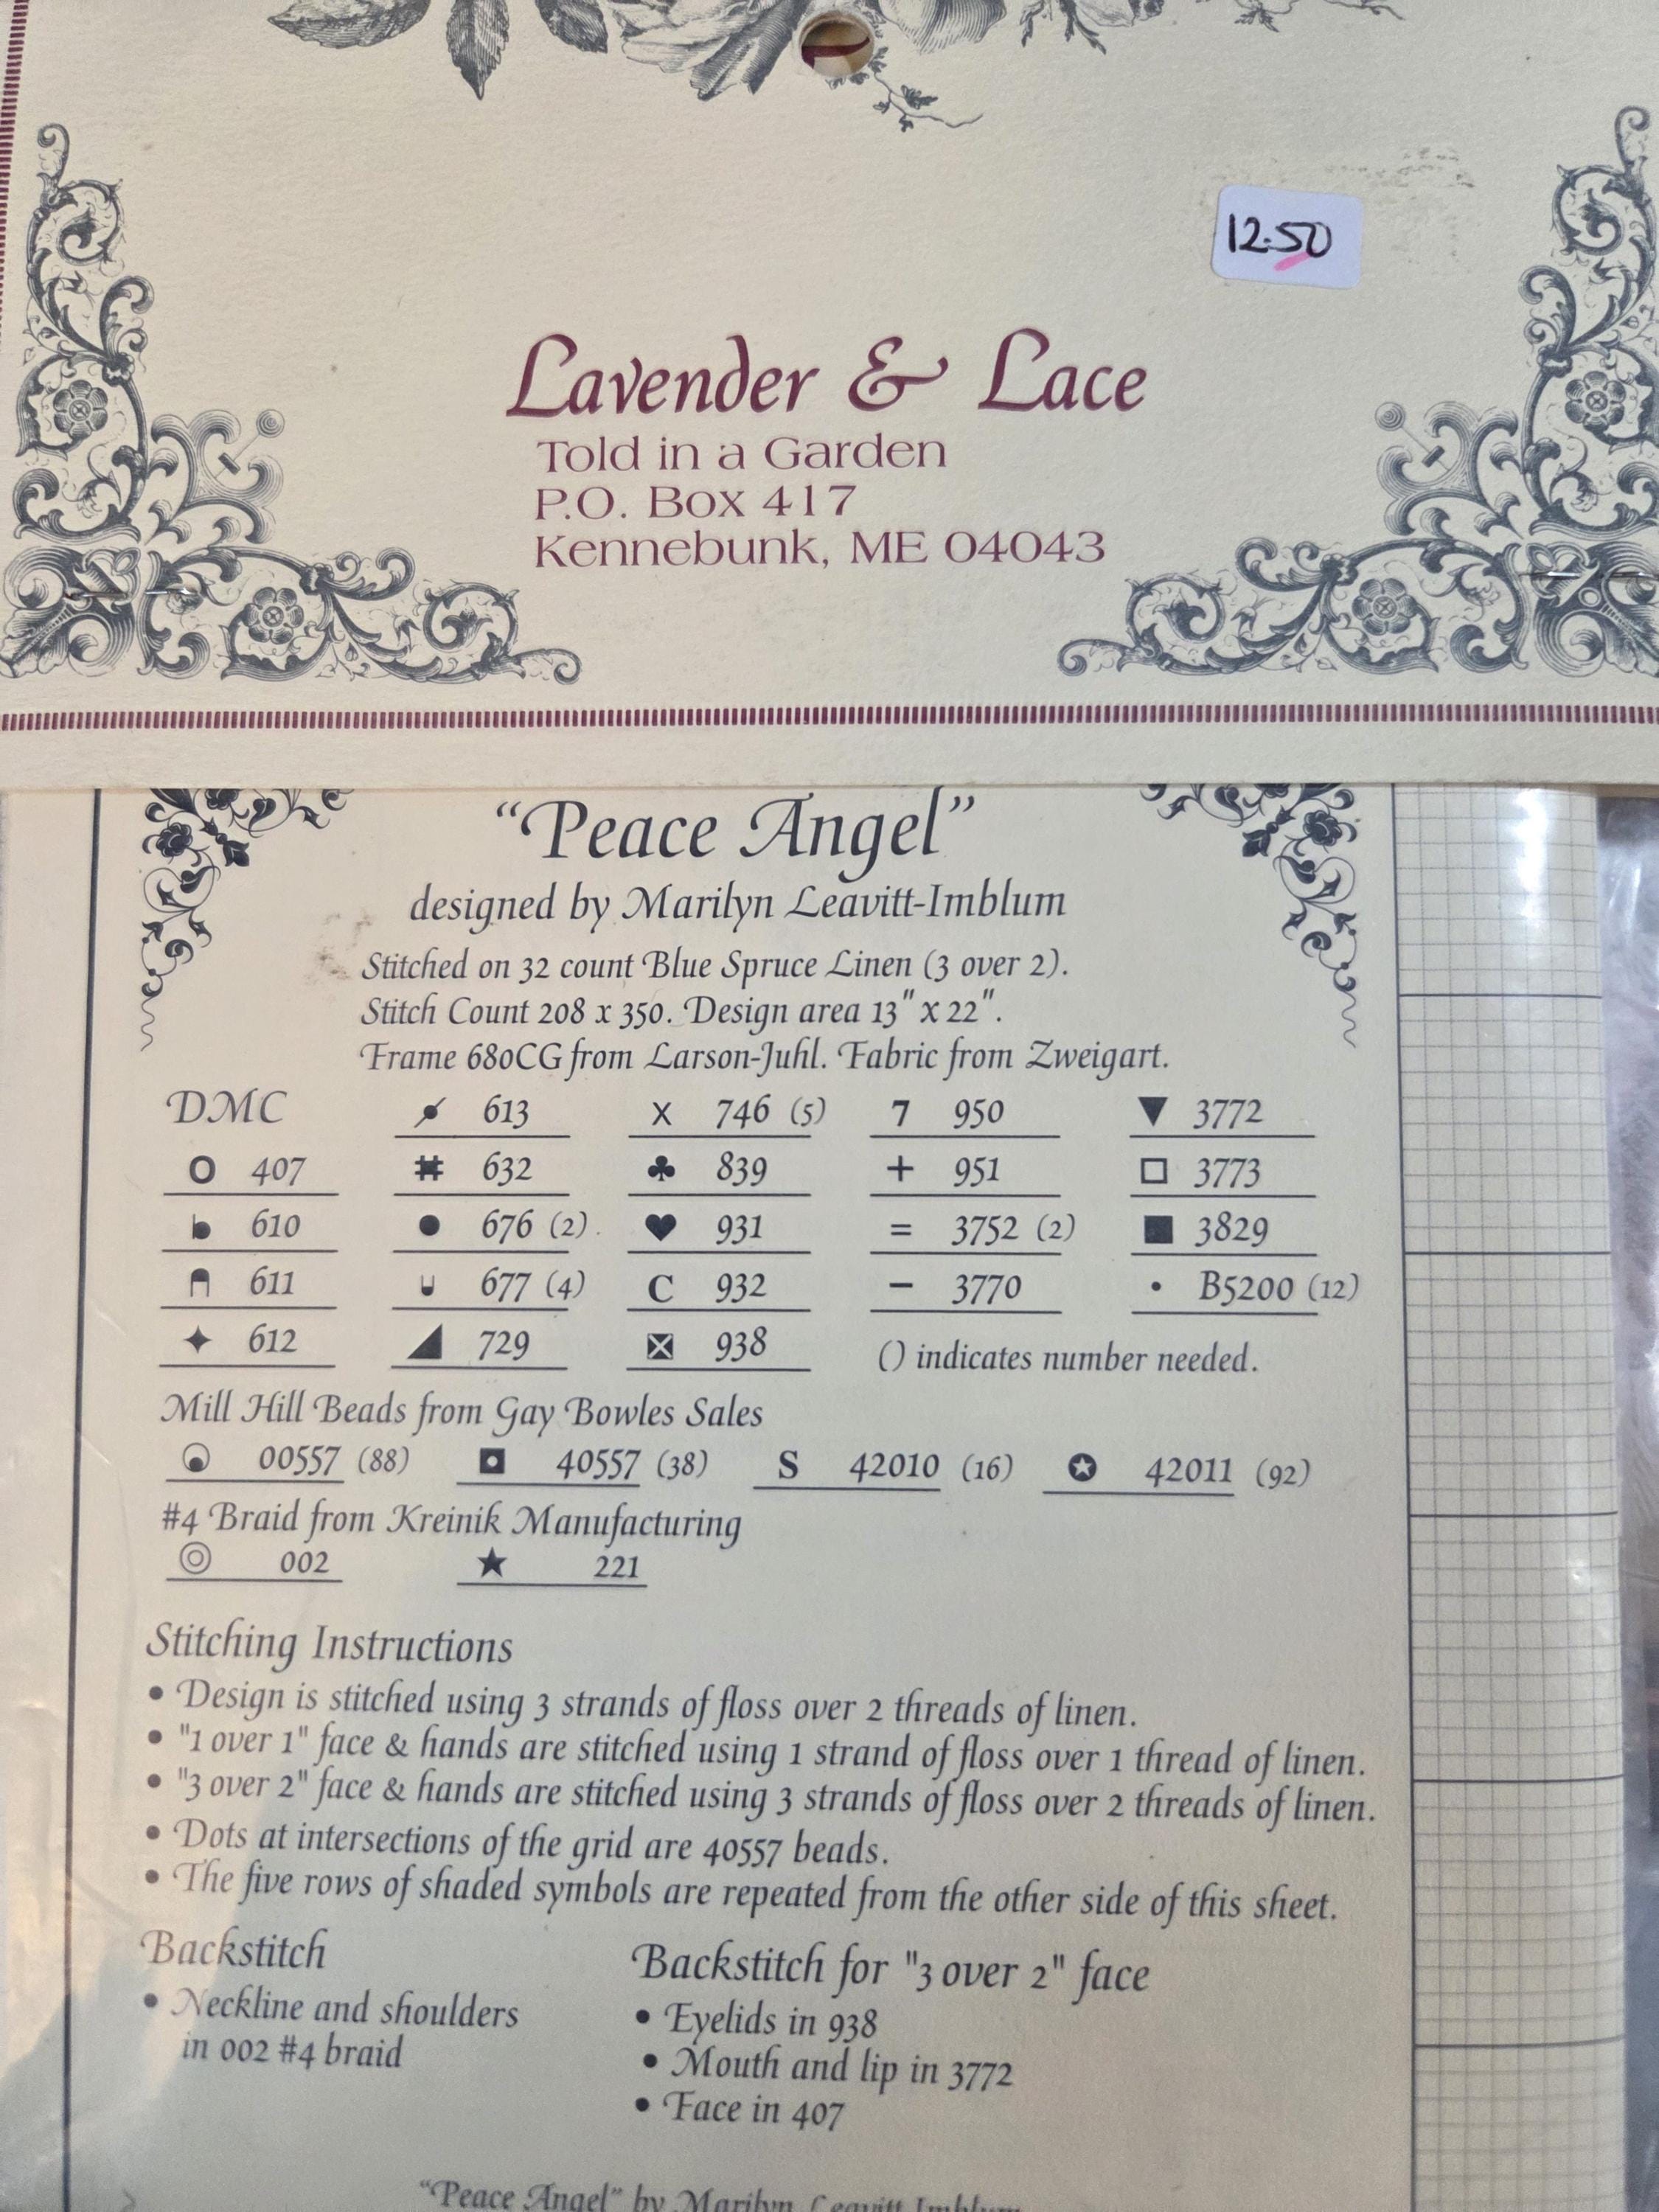 12.50
Lavender & Lace
Told in a Garden
P.O. Box 417
Kennebunk, ME 04043
"Peace Angel"
designed by Marilyn Leavitt-Imblum
Stitched on 32 count Blue Spruce Linen (3 over 2).
Stitch Count 208 x 350. Design area 13" x 22".
Frame 680CG from Larson-Juhl. Fabric from Zweigart.
DMC 613 X 746 (5) 7 950 ▼ 3772
O 407 # 632 ♣ 839 + 951 □ 3773
610 ● 676 (2) ♥ 931 = 3752 (2) ■ 3829
611 677 (4) C 932 – 3770 • B5200 (12)
✦ 612 ◢ 729 ⊠ 938 () indicates number needed.
Mill Hill Beads from Gay Bowles Sales
00557 (88) ◘ 40557 (38) S 42010 (16) ✪ 42011 (92)
#4 Braid from Kreinik Manufacturing
◎ 002 ★ 221
Stitching Instructions
• Design is stitched using 3 strands of floss over 2 threads of linen.
• "1 over 1" face & hands are stitched using 1 strand of floss over 1 thread of linen.
• "3 over 2" face & hands are stitched using 3 strands of floss over 2 threads of linen.
• Dots at intersections of the grid are 40557 beads.
• The five rows of shaded symbols are repeated from the other side of this sheet.
Backstitch
• Neckline and shoulders
in 002 #4 braid
Backstitch for "3 over 2" face
• Eyelids in 938
• Mouth and lip in 3772
• Face in 407
"Peace Angel" by Marilyn Leavitt Imblum